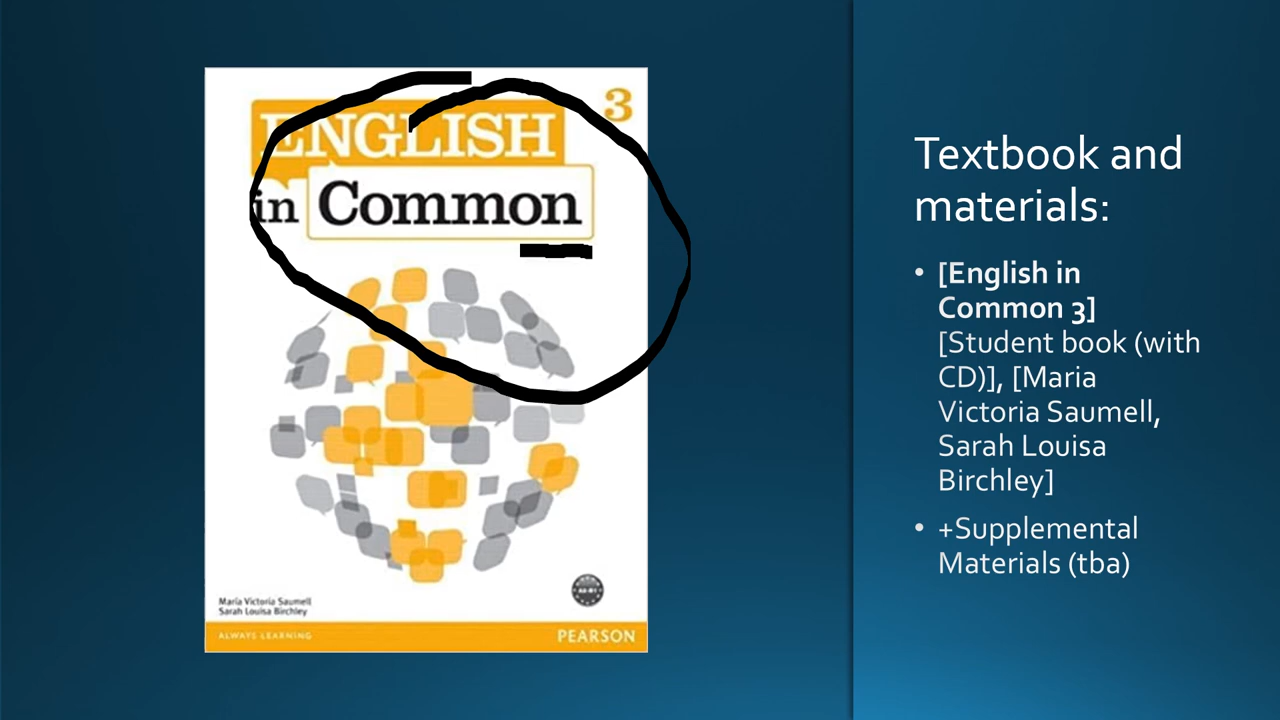 ENGLISH
in Common
3
María Victoria Saumell
Sarah Louisa Birchley
ALWAYS LEARNING
PEARSON
Textbook and
materials:
• [English in
Common 3]
[Student book (with
CD)], [Maria
Victoria Saumell,
Sarah Louisa
Birchley]
• +Supplemental
Materials (tba)